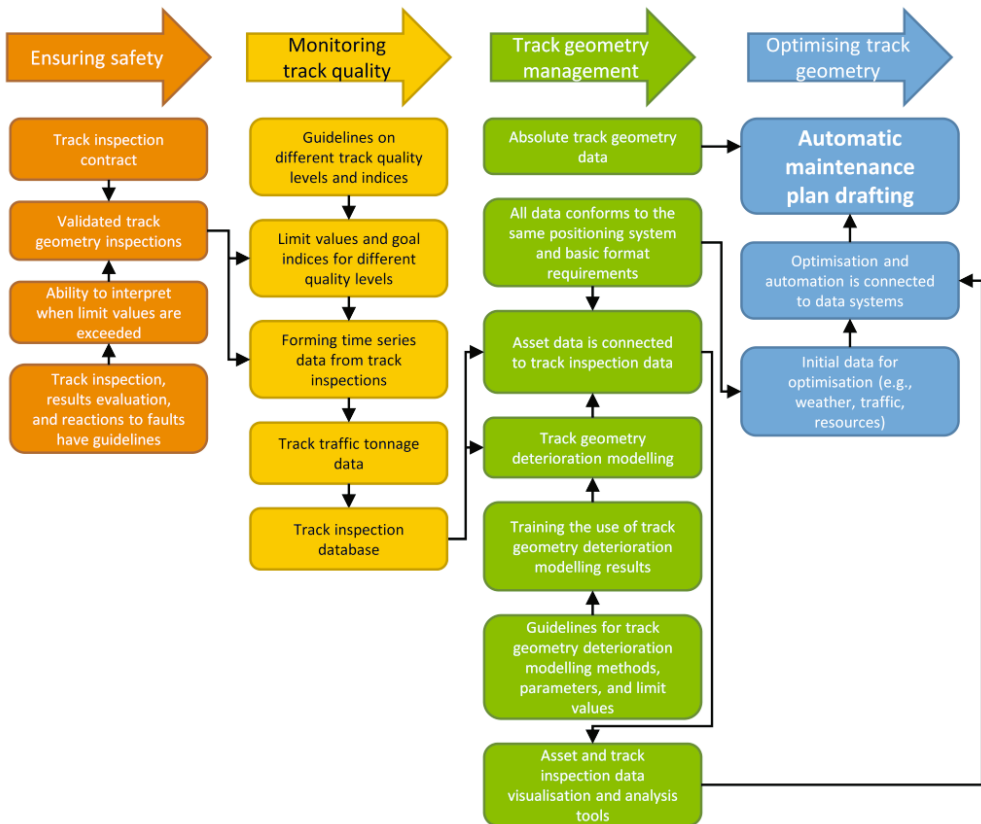 Ensuring safety
Monitoring
track quality
Track geometry
management
Optimising track
geometry
Track inspection
contract
Validated track
geometry inspections
Ability to interpret
when limit values are
exceeded
Track inspection,
results evaluation,
and reactions to faults
have guidelines
Guidelines on
different track quality
levels and indices
Limit values and goal
indices for different
quality levels
Forming time series
data from track
inspections
Track traffic tonnage
data
Track inspection
database
Absolute track geometry
data
All data conforms to the
same positioning system
and basic format
requirements
Asset data is connected
to track inspection data
Track geometry
deterioration modelling
Training the use of track
geometry deterioration
modelling results
Guidelines for track
geometry deterioration
modelling methods,
parameters, and limit
values
Asset and track
inspection data
visualisation and analysis
tools
Automatic
maintenance
plan drafting
Optimisation and
automation is connected
to data systems
Initial data for
optimisation (e.g.,
weather, traffic,
resources)